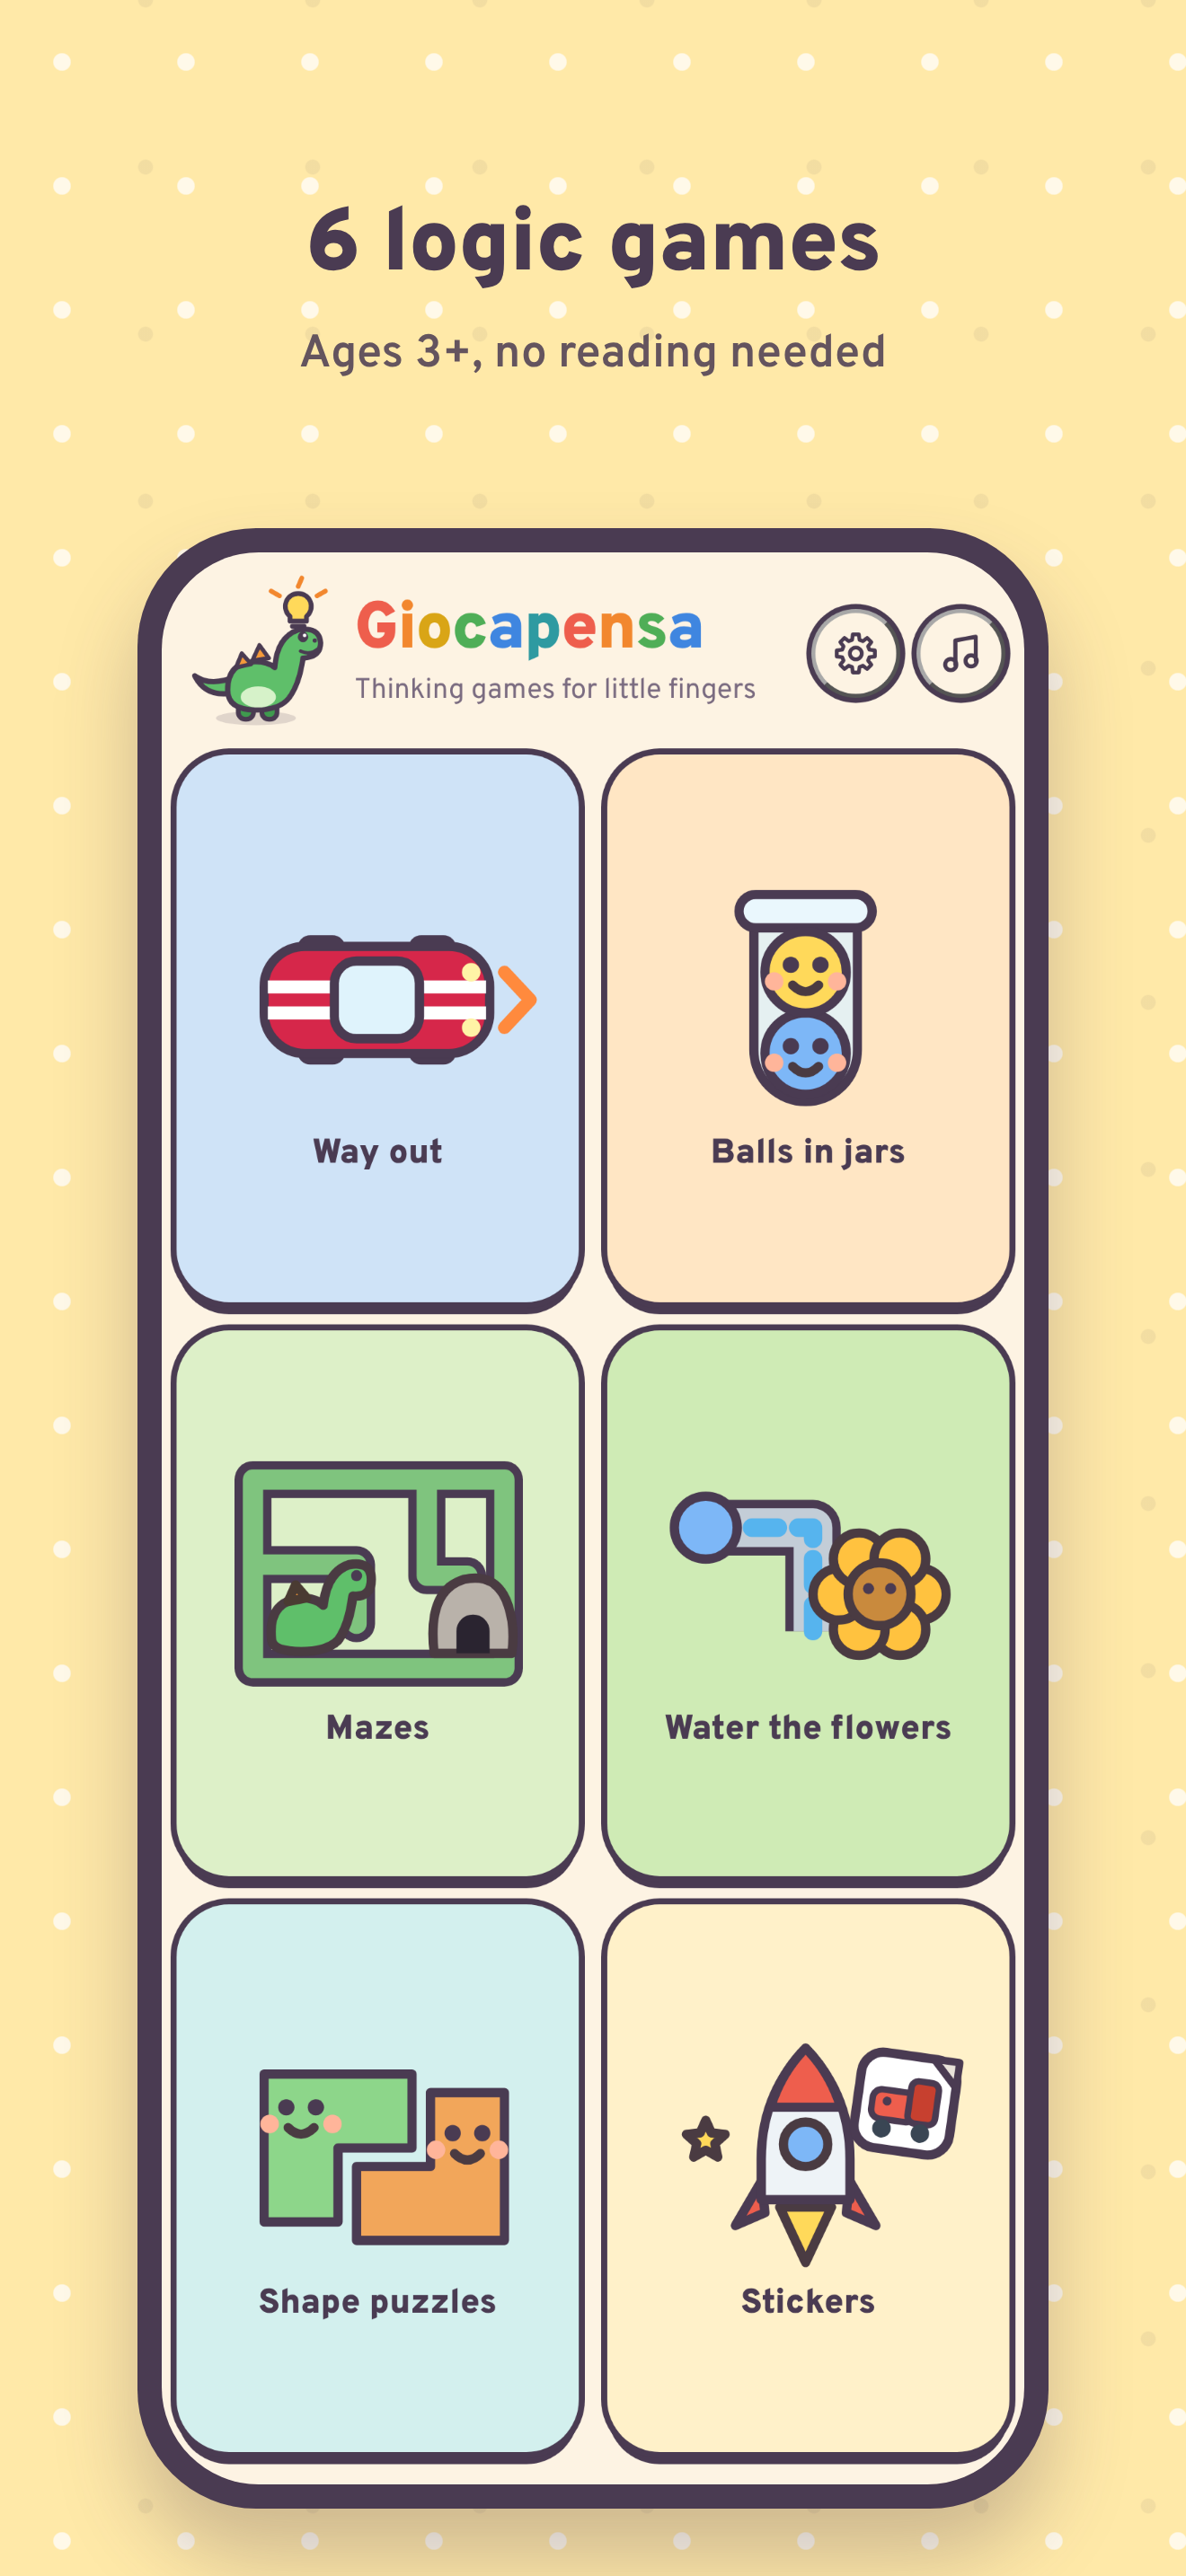 6 logic games
Ages 3+, no reading needed
Giocapensa
Thinking games for little fingers
Way out
Balls in jars
Mazes
Water the flowers
Shape puzzles
Stickers